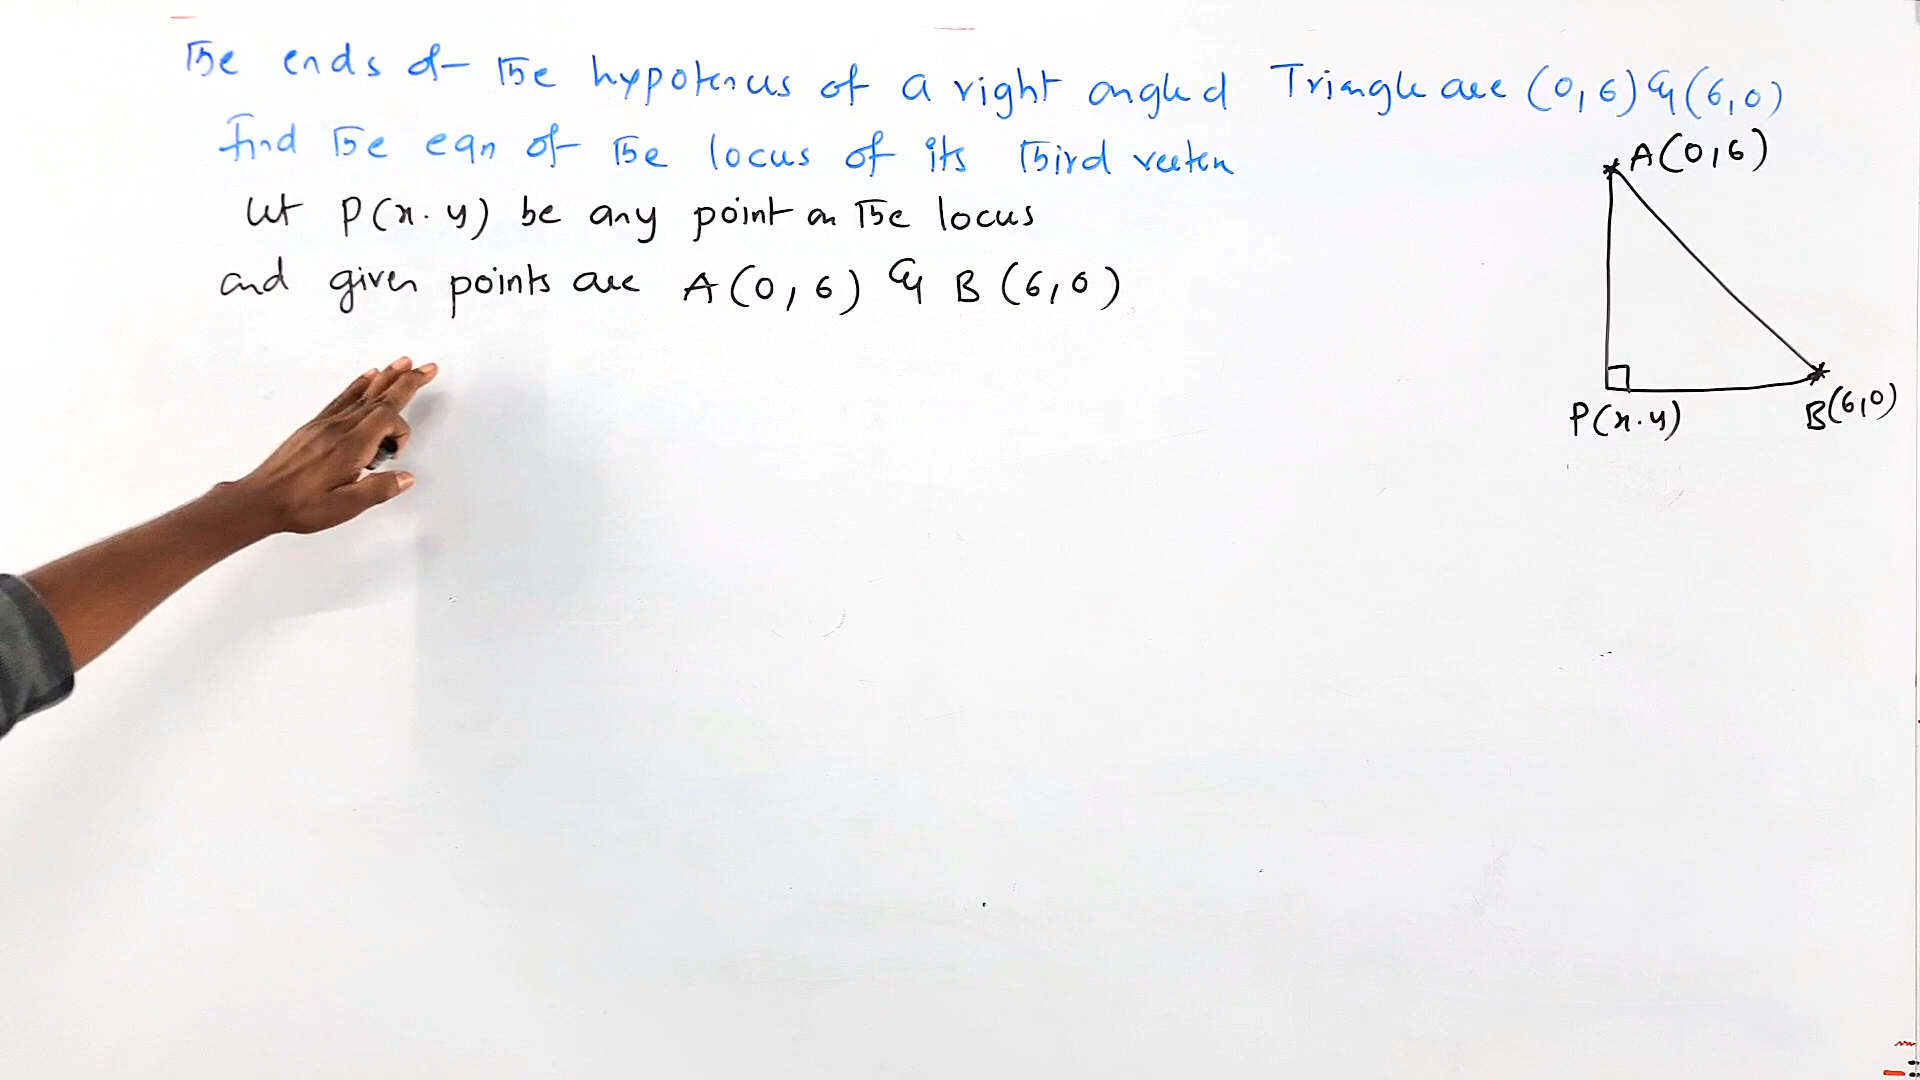 The ends of the hypotenus of a right angled Triangle are (0,6) & (6,0)
find the eqn of the locus of its third vertex
let P(x.y) be any point on the locus
and given points are A(0,6) & B(6,0)
A(0,6)
P(x.y)
B(6,0)